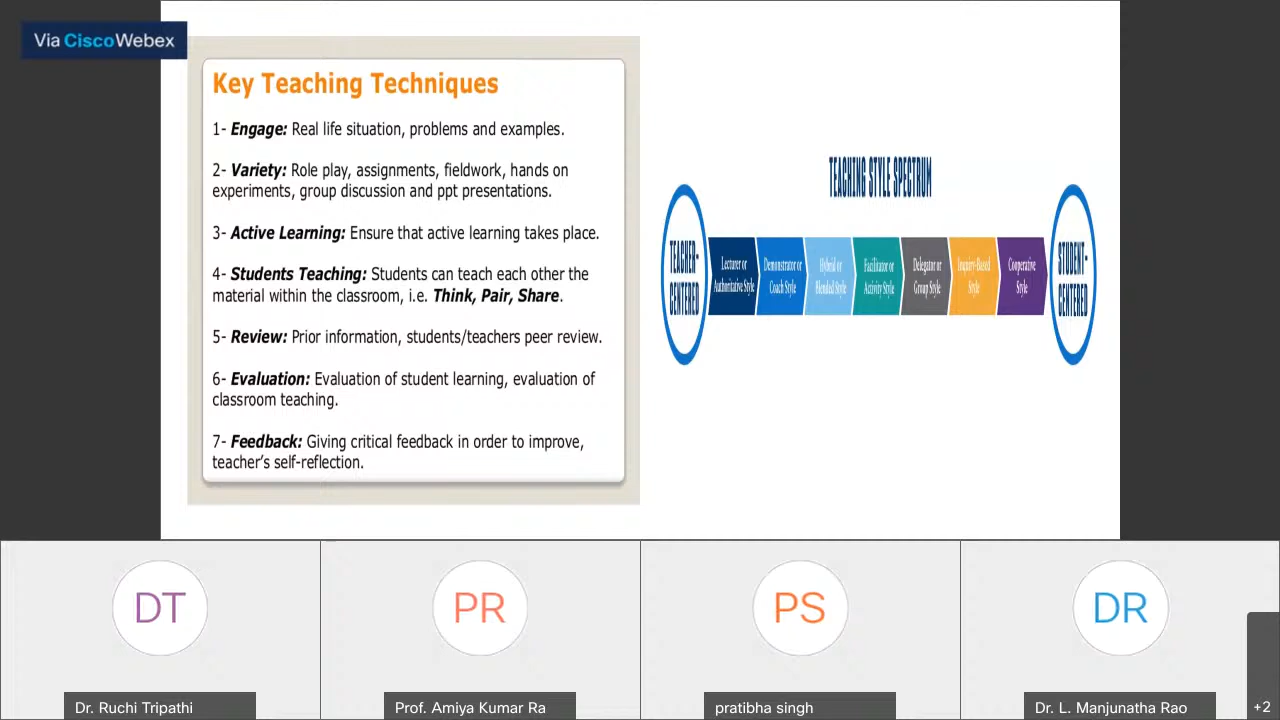 Via CiscoWebex
Key Teaching Techniques
1- Engage: Real life situation, problems and examples.
2- Variety: Role play, assignments, fieldwork, hands on
experiments, group discussion and ppt presentations.
3- Active Learning: Ensure that active learning takes place.
4- Students Teaching: Students can teach each other the
material within the classroom, i.e. Think, Pair, Share.
5- Review: Prior information, students/teachers peer review.
6- Evaluation: Evaluation of student learning, evaluation of
classroom teaching.
7- Feedback: Giving critical feedback in order to improve,
teacher's self-reflection.
TEACHING STYLE SPECTRUM
TEACHER-
CENTERED
Lecturer or
Authoritative Style
Demonstrator or
Coach Style
Hybrid or
Blended Style
Facilitator or
Activity Style
Delegator or
Group Style
Inquiry-Based
Style
Cooperative
Style
STUDENT-
CENTERED
DT
PR
PS
DR
Dr. Ruchi Tripathi
Prof. Amiya Kumar Ra
pratibha singh
Dr. L. Manjunatha Rao
+2